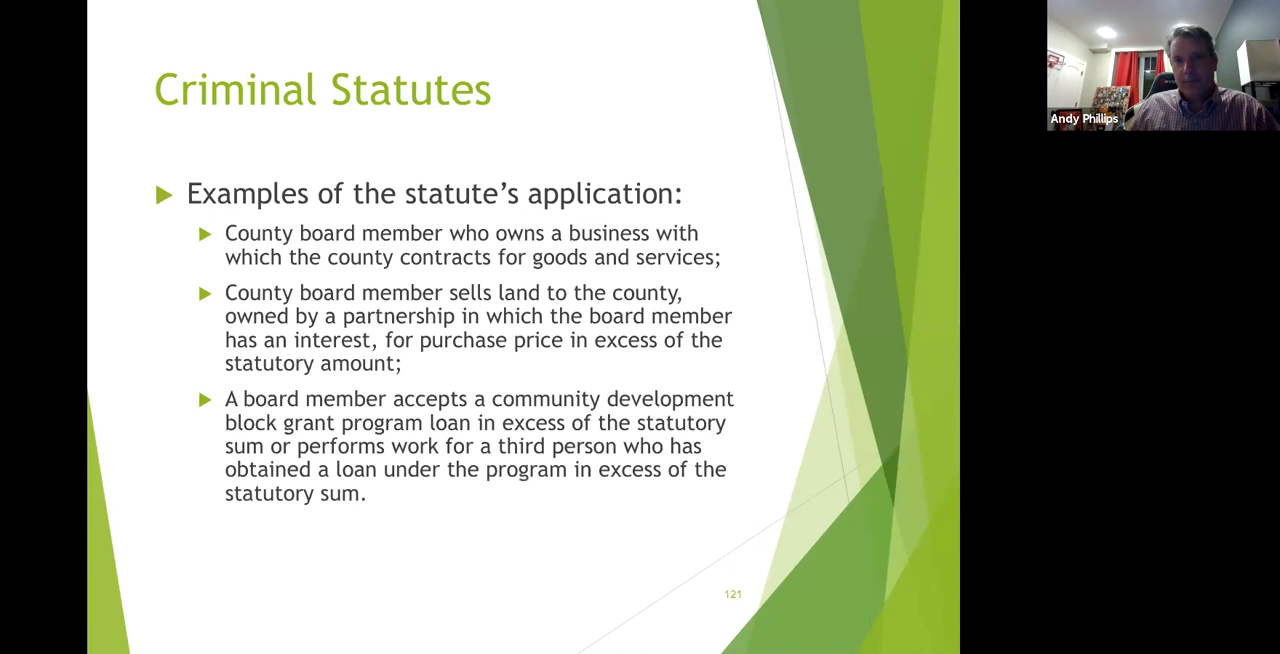 Criminal Statutes
Examples of the statute’s application:
County board member who owns a business with
which the county contracts for goods and services;
County board member sells land to the county,
owned by a partnership in which the board member
has an interest, for purchase price in excess of the
statutory amount;
A board member accepts a community development
block grant program loan in excess of the statutory
sum or performs work for a third person who has
obtained a loan under the program in excess of the
statutory sum.
121
Andy Phillips